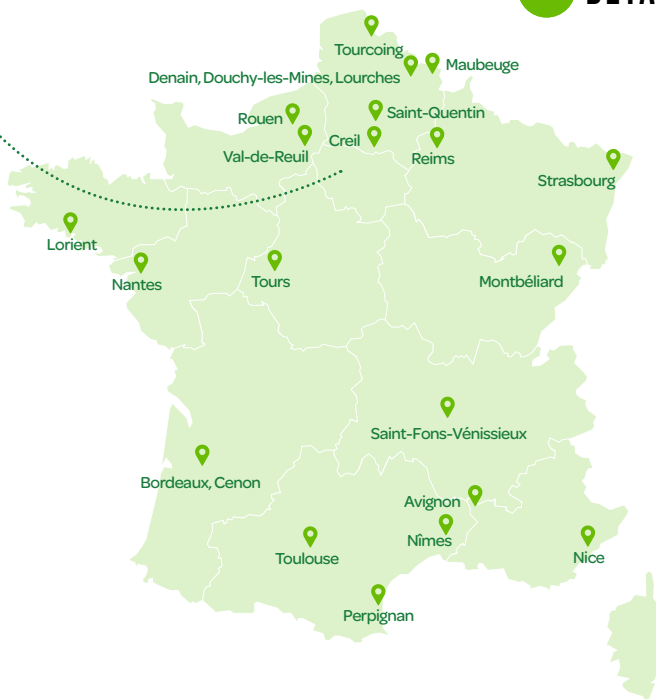 Tourcoing
Maubeuge
Denain, Douchy-les-Mines, Lourches
Saint-Quentin
Rouen
Creil
Val-de-Reuil
Reims
Strasbourg
Lorient
Nantes
Tours
Montbéliard
Saint-Fons-Vénissieux
Bordeaux, Cenon
Avignon
Nîmes
Toulouse
Nice
Perpignan